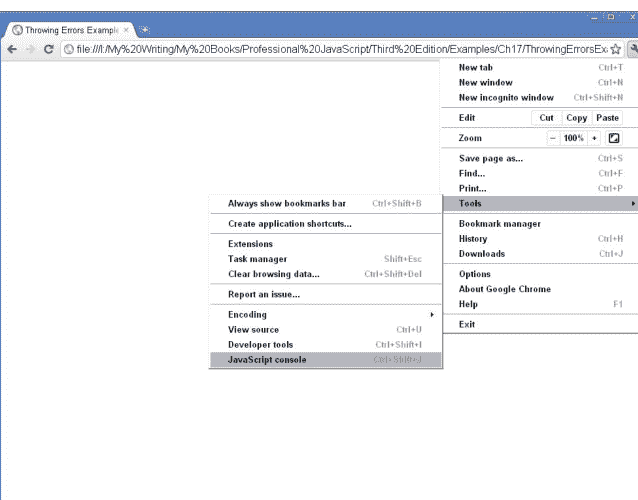 Throwing Errors Example
file:///I:/My%20Writing/My%20Books/Professional%20JavaScript/Third%20Edition/Examples/Ch17/ThrowingErrorsEx
New tab Ctrl+T
New window Ctrl+N
New incognito window Ctrl+Shift+N
Edit Cut Copy Paste
Zoom − 100% +
Save page as... Ctrl+S
Find... Ctrl+F
Print... Ctrl+P
Tools
Bookmark manager
History Ctrl+H
Downloads Ctrl+J
Options
About Google Chrome
Help F1
Exit
Always show bookmarks bar Ctrl+Shift+B
Create application shortcuts...
Extensions
Task manager Shift+Esc
Clear browsing data... Ctrl+Shift+Del
Report an issue...
Encoding
View source Ctrl+U
Developer tools Ctrl+Shift+I
JavaScript console Ctrl+Shift+J